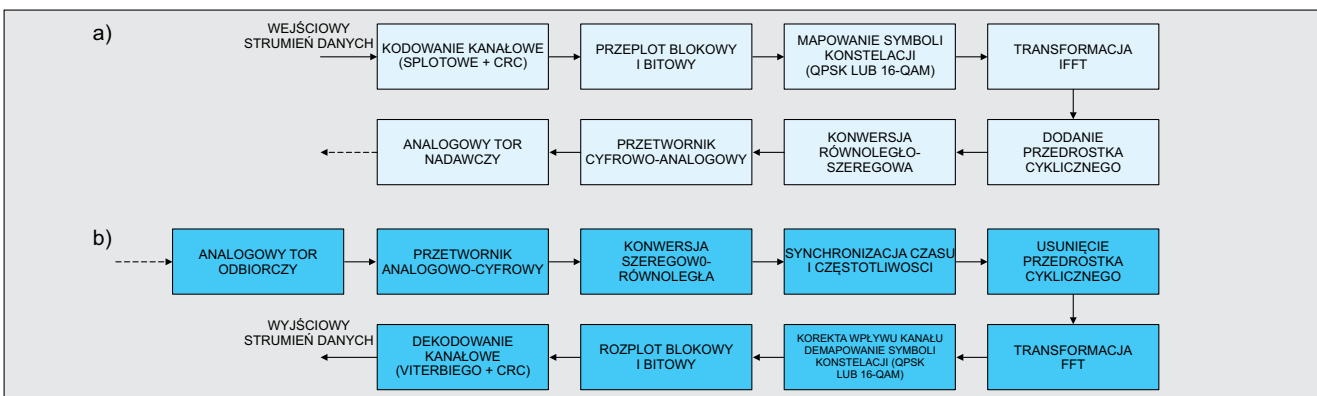 a)
WEJŚCIOWY
STRUMIEŃ DANYCH
KODOWANIE KANAŁOWE
(SPLOTOWE + CRC)
PRZEPLOT BLOKOWY
I BITOWY
MAPOWANIE SYMBOLI
KONSTELACJI
(QPSK LUB 16-QAM)
TRANSFORMACJA
IFFT
ANALOGOWY TOR
NADAWCZY
PRZETWORNIK
CYFROWO-ANALOGOWY
KONWERSJA
RÓWNOLEGŁO-
SZEREGOWA
DODANIE
PRZEDROSTKA
CYKLICZNEGO
b)
ANALOGOWY TOR
ODBIORCZY
PRZETWORNIK
ANALOGOWO-CYFROWY
KONWERSJA
SZEREGOW0-
RÓWNOLEGŁA
SYNCHRONIZACJA CZASU
I CZĘSTOTLIWOSCI
USUNIĘCIE
PRZEDROSTKA
CYKLICZNEGO
WYJŚCIOWY
STRUMIEŃ DANYCH
DEKODOWANIE
KANAŁOWE
(VITERBIEGO + CRC)
ROZPLOT BLOKOWY
I BITOWY
KOREKTA WPŁYWU KANAŁU
DEMAPOWANIE SYMBOLI
KONSTELACJI (QPSK
LUB 16-QAM)
TRANSFORMACJA
FFT